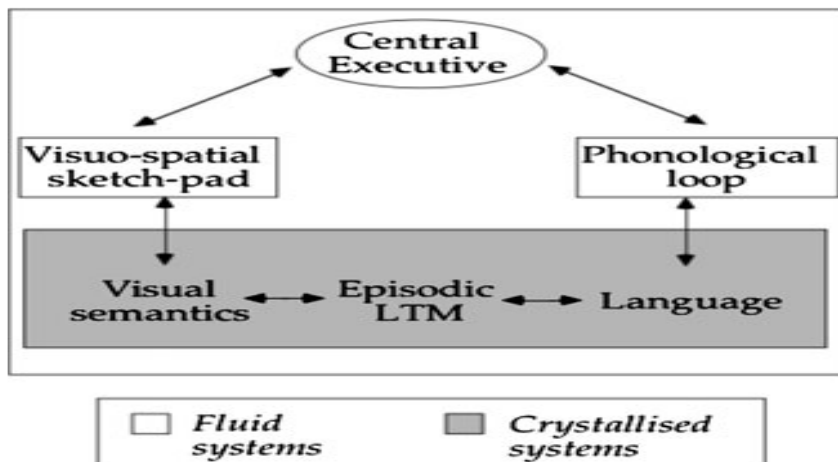 Central
Executive
Visuo-spatial
sketch-pad
Phonological
loop
Visual
semantics
Episodic
LTM
Language
Fluid
systems
Crystallised
systems